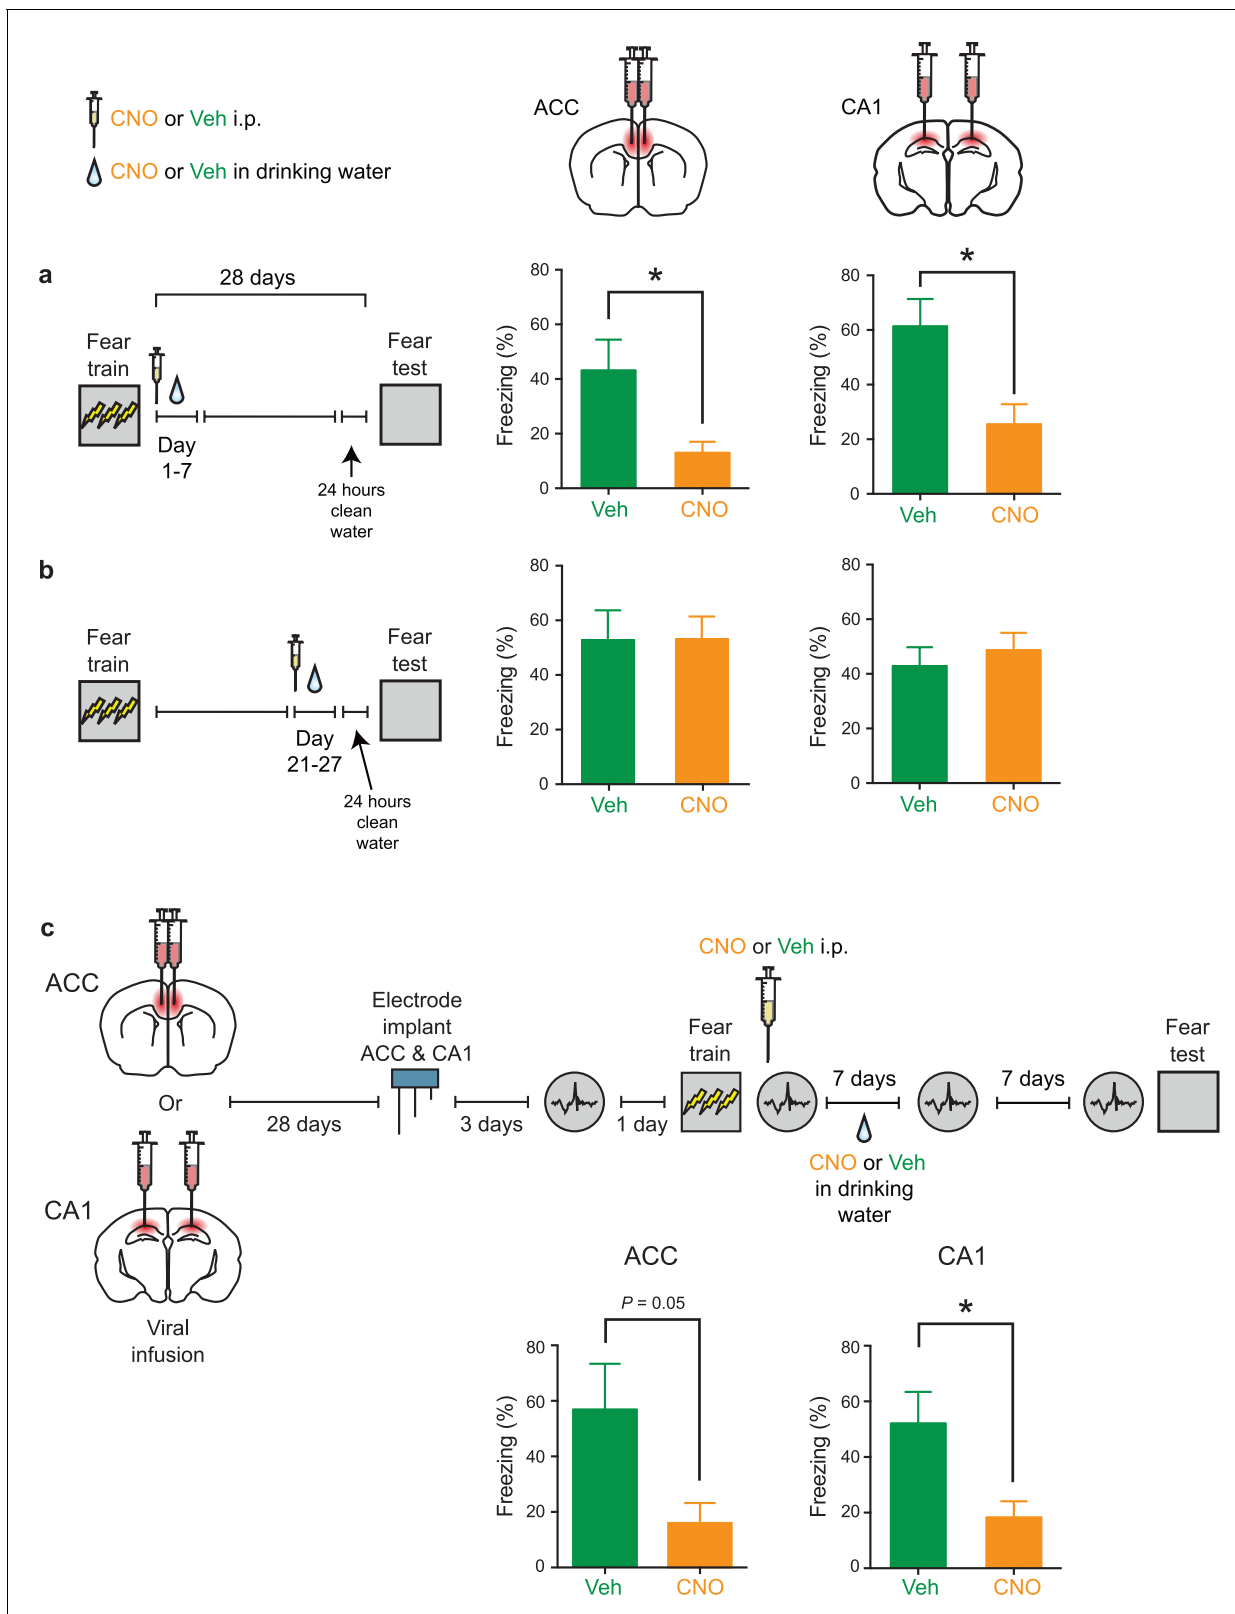 CNO or Veh i.p.
CNO or Veh in drinking water
ACC
CA1
a
28 days
Fear
train
Day
1-7
24 hours
clean
water
Fear
test
Freezing (%)
80
60
40
20
0
Veh
CNO
*
Freezing (%)
80
60
40
20
0
Veh
CNO
*
b
Fear
train
Day
21-27
24 hours
clean
water
Fear
test
Freezing (%)
80
60
40
20
0
Veh
CNO
Freezing (%)
80
60
40
20
0
Veh
CNO
c
ACC
Or
CA1
Viral
infusion
28 days
Electrode
implant
ACC & CA1
3 days
1 day
Fear
train
CNO or Veh i.p.
7 days
CNO or Veh
in drinking
water
7 days
Fear
test
ACC
P = 0.05
Freezing (%)
80
60
40
20
0
Veh
CNO
CA1
*
Freezing (%)
80
60
40
20
0
Veh
CNO